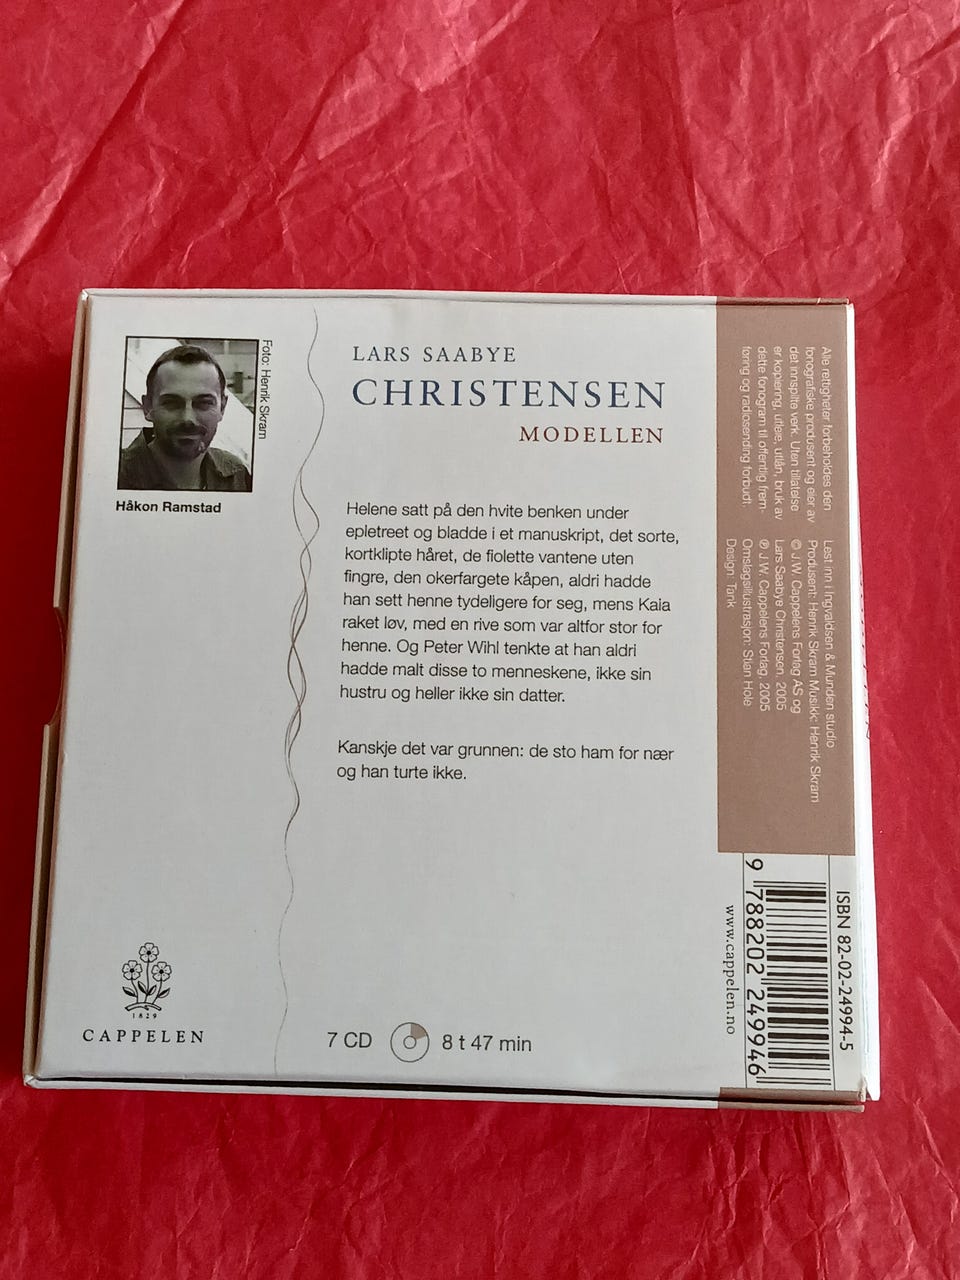 Foto: Henrik Skram
Håkon Ramstad
LARS SAABYE
CHRISTENSEN
MODELLEN
Helene satt på den hvite benken under
epletreet og bladde i et manuskript, det sorte,
kortklipte håret, de fiolette vantene uten
fingre, den okerfargete kåpen, aldri hadde
han sett henne tydeligere for seg, mens Kaia
raket løv, med en rive som var altfor stor for
henne. Og Peter Wihl tenkte at han aldri
hadde malt disse to menneskene, ikke sin
hustru og heller ikke sin datter.
Kanskje det var grunnen: de sto ham for nær
og han turte ikke.
1829
CAPPELEN
7 CD
8 t 47 min
Alle rettigheter forbeholdes den
fonografiske produsent og eier av
det innspilte verk. Uten tillatelse
er kopiering, utleie, utlån, bruk av
dette fonogram til offentlig frem-
føring og radiosending forbudt.
Lest inn i Ingvaldsen & Munden studio
Produsent: Henrik Skram Musikk: Henrik Skram
© J.W. Cappelens Forlag AS og
Lars Saabye Christensen, 2005
℗ J.W. Cappelens Forlag, 2005
Omslagsillustrasjon: Stian Hole
Design: Tank
ISBN 82-02-24994-5
9 788202 249946
www.cappelen.no